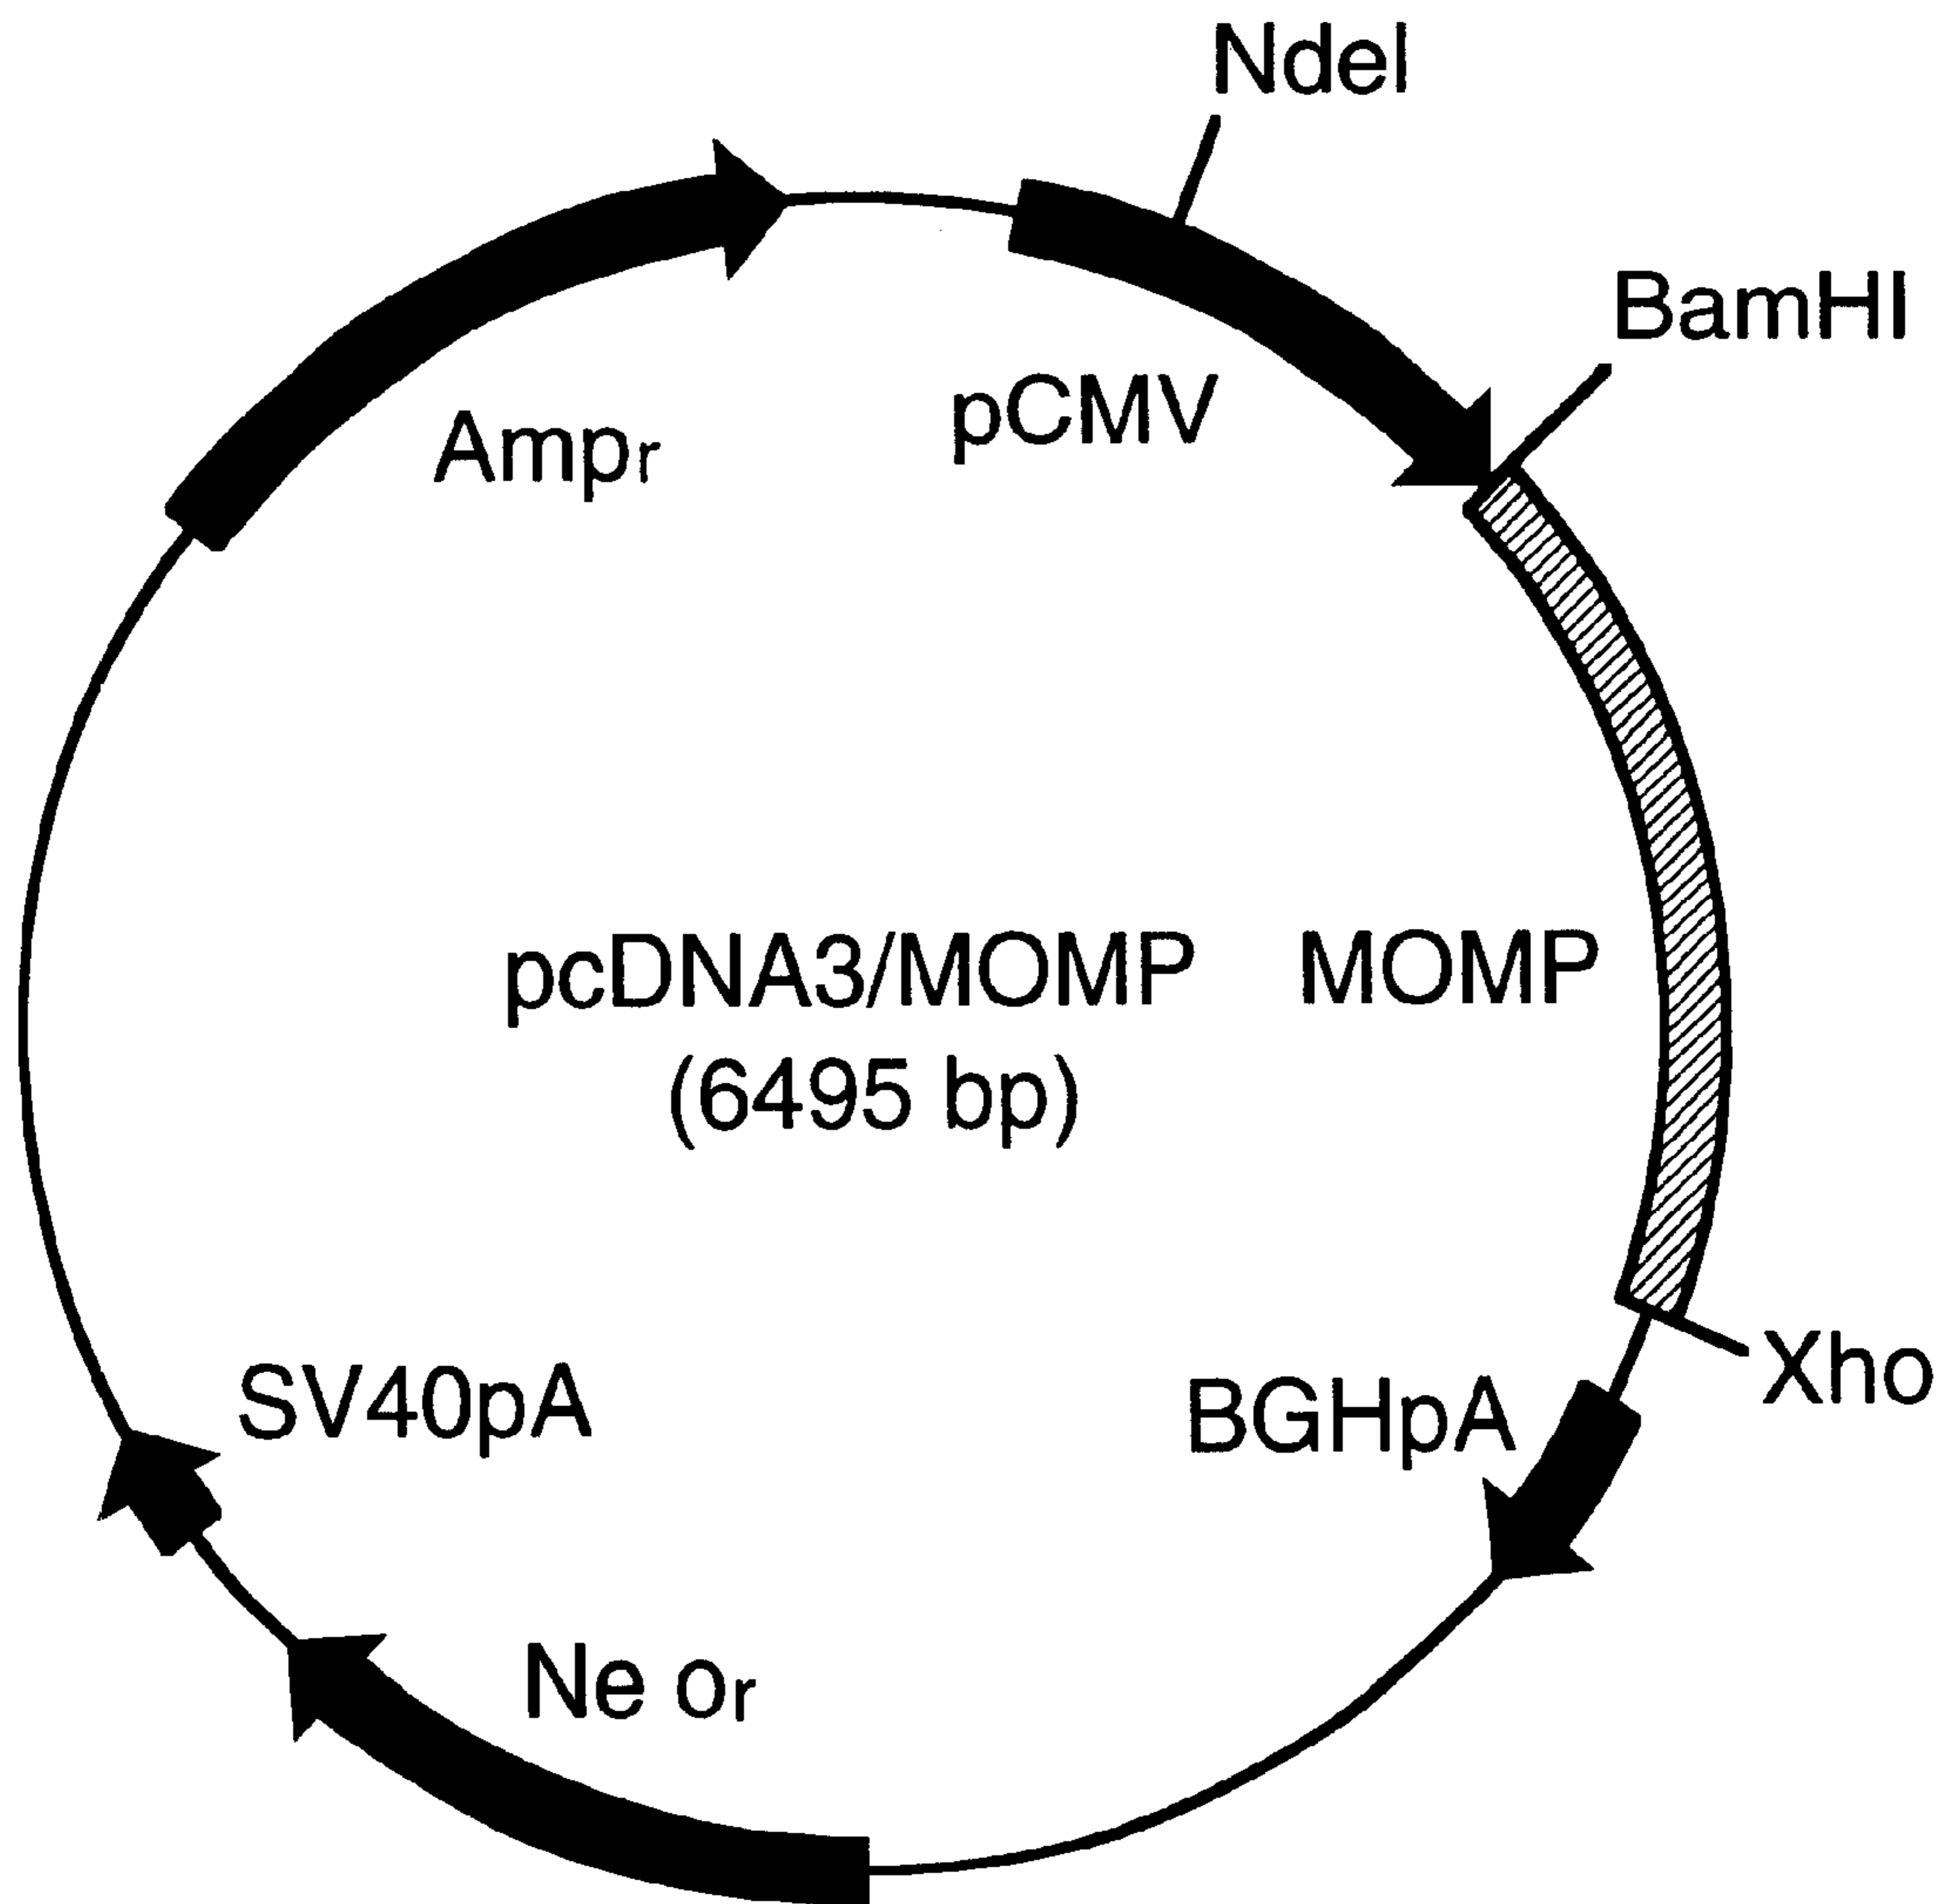 NdeI
BamHI
pCMV
Ampr
pcDNA3/MOMP
(6495 bp)
MOMP
Xho
BGHpA
SV40pA
Ne or